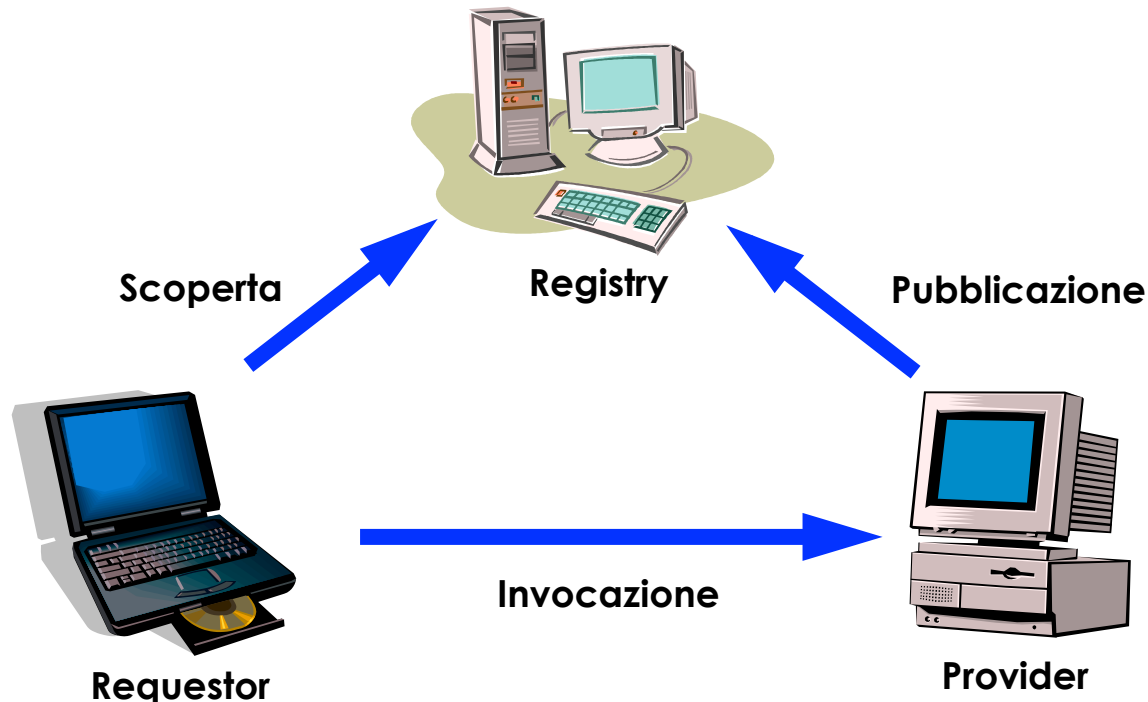 Registry
Scoperta
Pubblicazione
Invocazione
Requestor
Provider